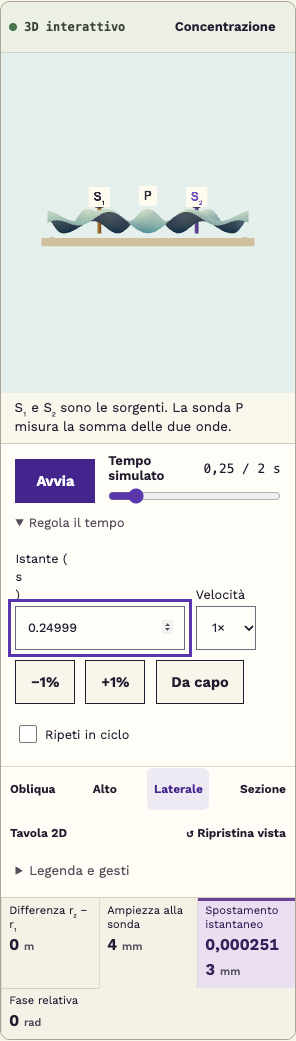 3D interattivo Concentrazione
S₁ P S₂
S₁ e S₂ sono le sorgenti. La sonda P
misura la somma delle due onde.
Avvia
Tempo
simulato
0,25 / 2 s
▼ Regola il tempo
Istante (
s
)
Velocità
0.24999
1×
−1% +1% Da capo
Ripeti in ciclo
Obliqua Alto Laterale Sezione
Tavola 2D ↺ Ripristina vista
▶ Legenda e gesti
Differenza r₂ −
r₁
0 m
Ampiezza alla
sonda
4 mm
Spostamento
istantaneo
0,000251
3 mm
Fase relativa
0 rad